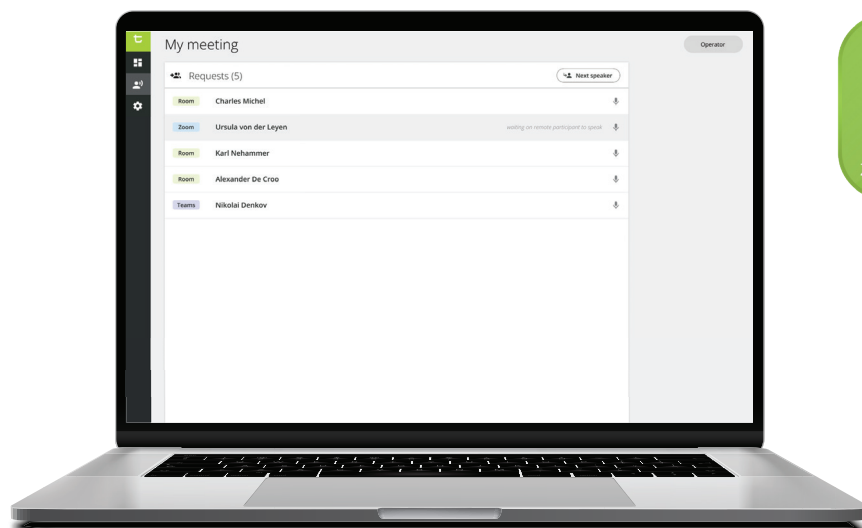 My meeting
Operator
Requests (5)
Next speaker
Room Charles Michel
Zoom Ursula von der Leyen waiting on remote participant to speak
Room Karl Nehammer
Room Alexander De Croo
Teams Nikolai Denkov